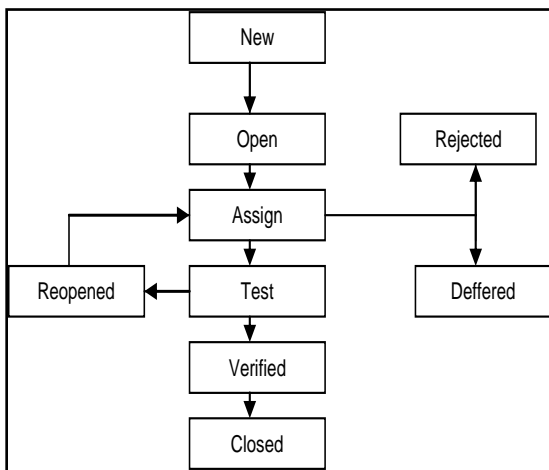 New
Open
Rejected
Assign
Reopened
Test
Deffered
Verified
Closed